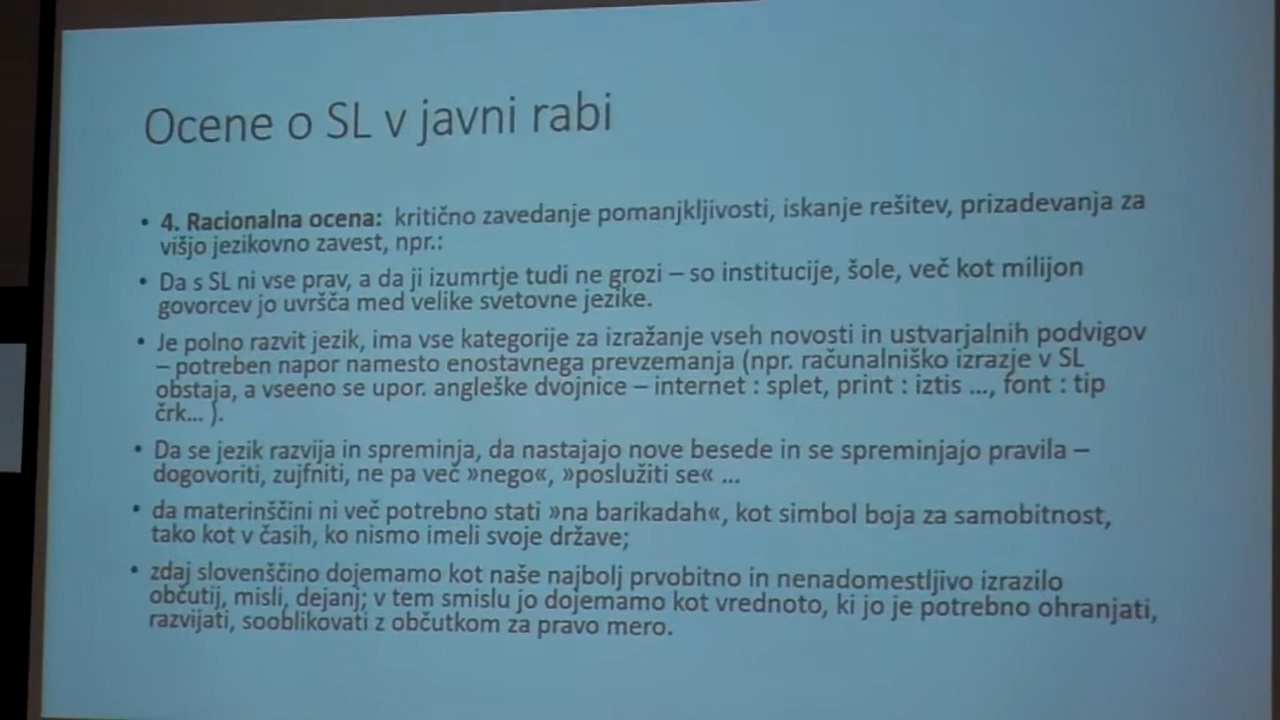 Ocene o SL v javni rabi
• 4. Racionalna ocena: kritično zavedanje pomanjkljivosti, iskanje rešitev, prizadevanja za
višjo jezikovno zavest, npr.:
• Da s SL ni vse prav, a da ji izumrtje tudi ne grozi – so institucije, šole, več kot milijon
govorcev jo uvršča med velike svetovne jezike.
• Je polno razvit jezik, ima vse kategorije za izražanje vseh novosti in ustvarjalnih podvigov
– potreben napor namesto enostavnega prevzemanja (npr. računalniško izrazje v SL
obstaja, a vseeno se upor. angleške dvojnice – internet : splet, print : iztis ..., font : tip
črk... ).
• Da se jezik razvija in spreminja, da nastajajo nove besede in se spreminjajo pravila –
dogovoriti, zujfniti, ne pa več »nego«, »poslužiti se« ...
• da materinščini ni več potrebno stati »na barikadah«, kot simbol boja za samobitnost,
tako kot v časih, ko nismo imeli svoje države;
• zdaj slovenščino dojemamo kot naše najbolj prvobitno in nenadomestljivo izrazilo
občutij, misli, dejanj; v tem smislu jo dojemamo kot vrednoto, ki jo je potrebno ohranjati,
razvijati, sooblikovati z občutkom za pravo mero.